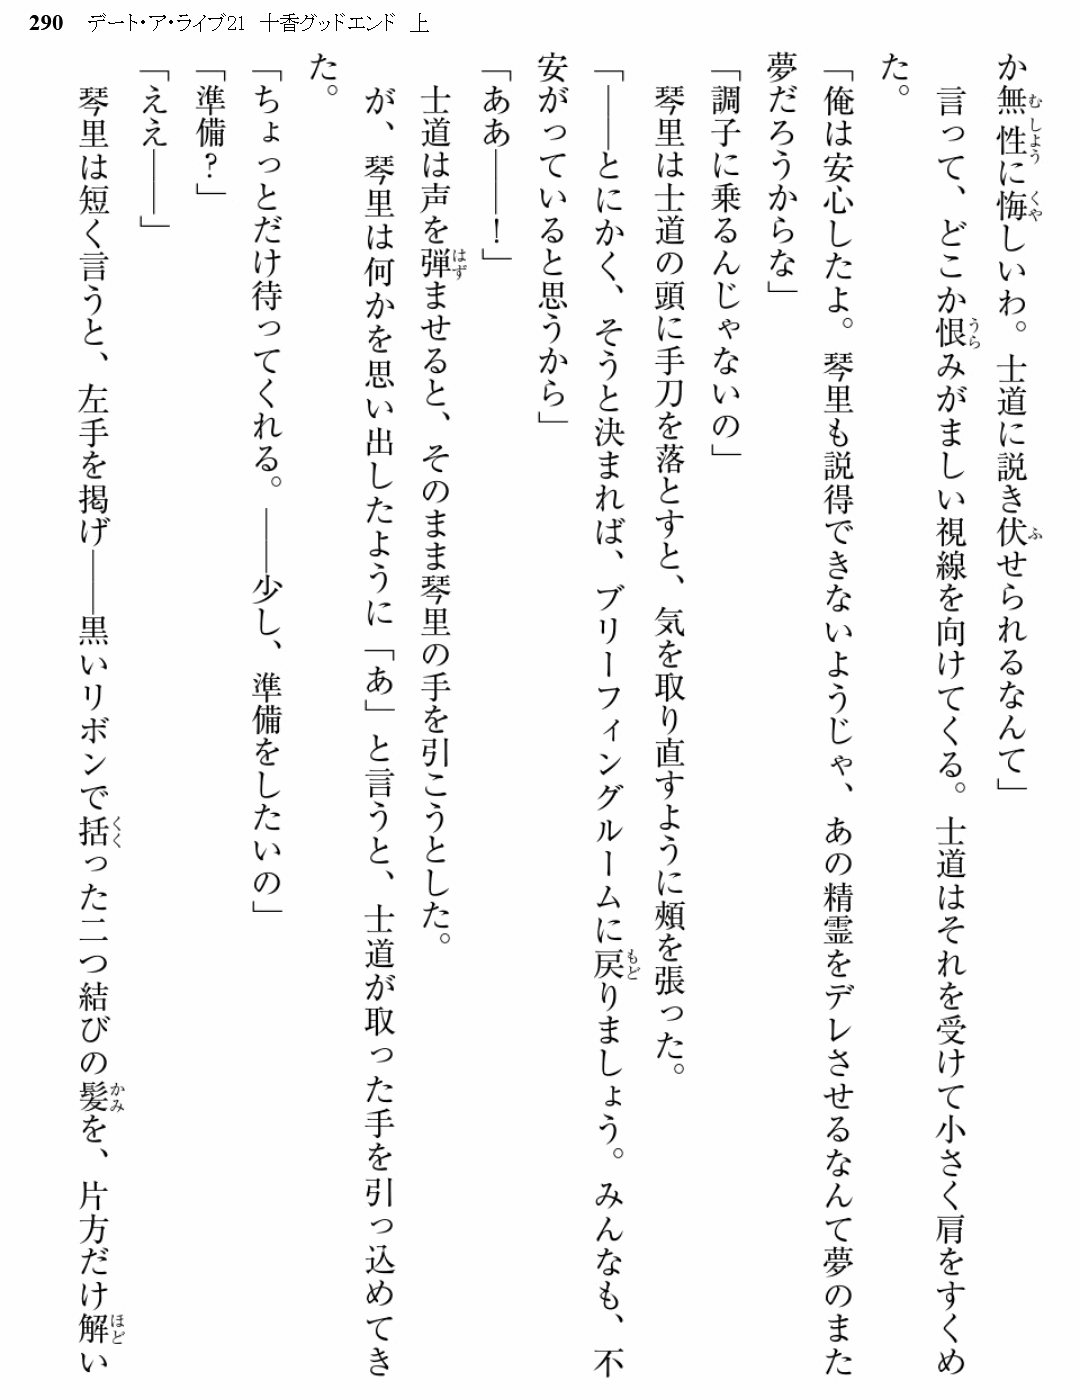 290 デート・ア・ライブ21 十香グッドエンド 上
か無性に悔しいわ。士道に説き伏せられるなんて」
言って、どこか恨みがましい視線を向けてくる。士道はそれを受けて小さく肩をすくめ
た。
「俺は安心したよ。琴里も説得できないようじゃ、あの精霊をデレさせるなんて夢のまた
夢だろうからな」
「調子に乗るんじゃないの」
琴里は士道の頭に手刀を落とすと、気を取り直すように頰を張った。
「――とにかく、そうと決まれば、ブリーフィングルームに戻りましょう。みんなも、不
安がっていると思うから」
「ああ――！」
士道は声を弾ませると、そのまま琴里の手を引こうとした。
が、琴里は何かを思い出したように「あ」と言うと、士道が取った手を引っ込めてき
た。
「ちょっとだけ待ってくれる。――少し、準備をしたいの」
「準備？」
「ええ――」
琴里は短く言うと、左手を掲げ――黒いリボンで括った二つ結びの髪を、片方だけ解い